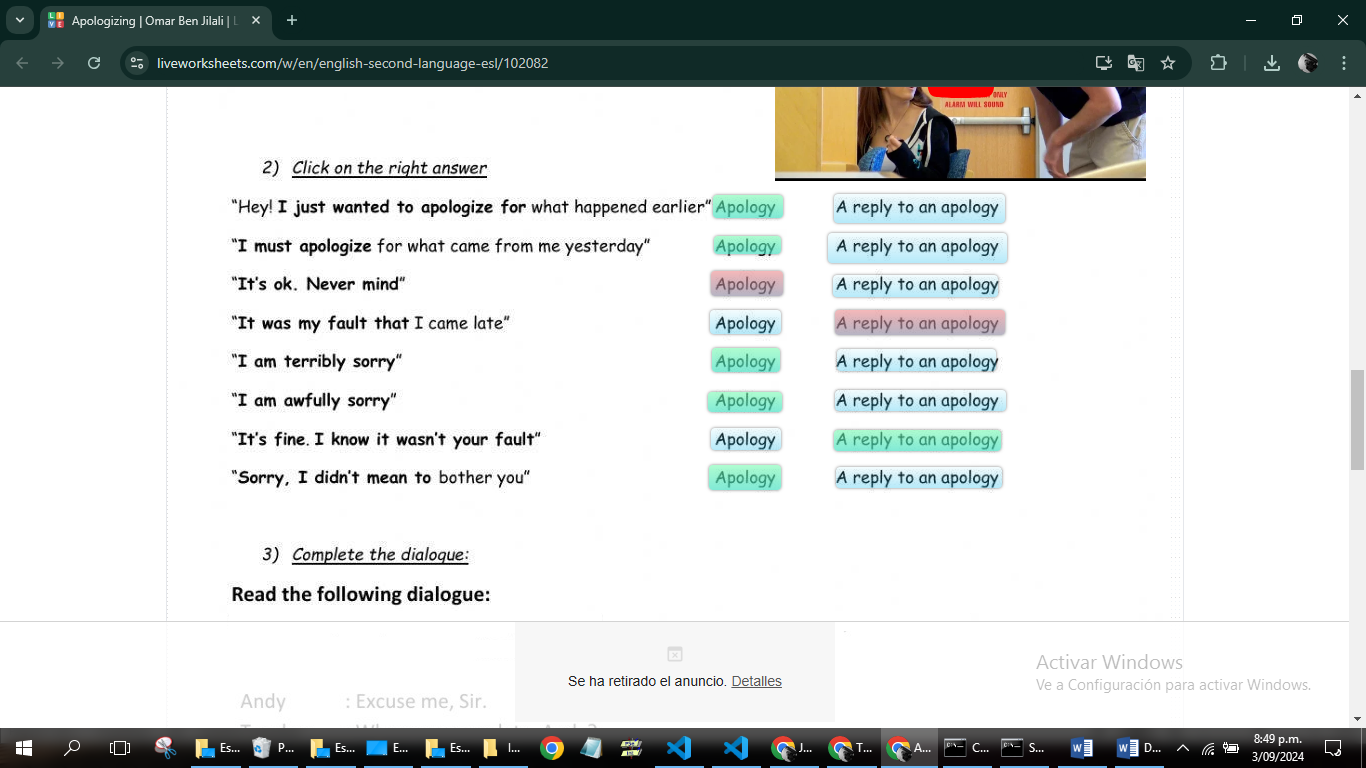 Apologizing | Omar Ben Jilali | L
liveworksheets.com/w/en/english-second-language-esl/102082
ONLY
ALARM WILL SOUND
2) Click on the right answer
"Hey! I just wanted to apologize for what happened earlier" Apology A reply to an apology
"I must apologize for what came from me yesterday" Apology A reply to an apology
"It's ok. Never mind" Apology A reply to an apology
"It was my fault that I came late" Apology A reply to an apology
"I am terribly sorry" Apology A reply to an apology
"I am awfully sorry" Apology A reply to an apology
"It's fine. I know it wasn't your fault" Apology A reply to an apology
"Sorry, I didn't mean to bother you" Apology A reply to an apology
3) Complete the dialogue:
Read the following dialogue:
Se ha retirado el anuncio. Detalles
Activar Windows
Ve a Configuración para activar Windows.
Andy : Excuse me, Sir.
Es... P... Es... E... Es... I... J... T... A... C... S... D...
8:49 p.m.
3/09/2024